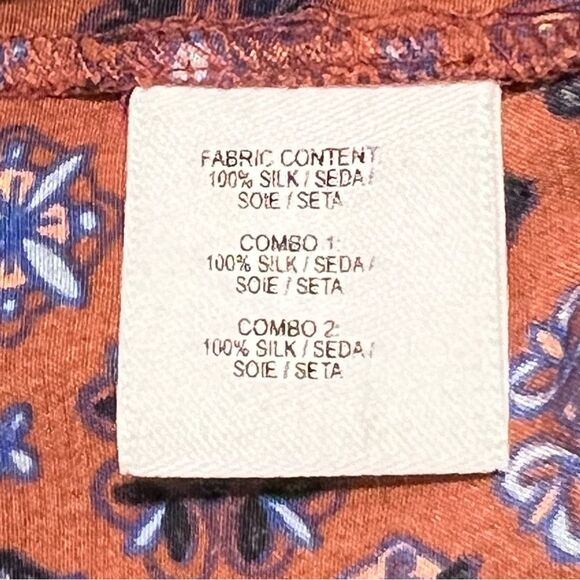 FABRIC CONTENT:
100% SILK / SEDA /
SOIE / SETA
COMBO 1:
100% SILK / SEDA /
SOIE / SETA
COMBO 2:
100% SILK / SEDA /
SOIE / SETA